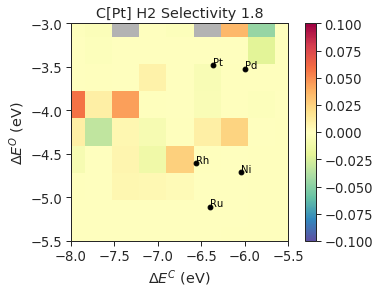 C[Pt] H2 Selectivity 1.8
−3.0
−3.5
−4.0
−4.5
−5.0
−5.5
ΔE^O (eV)
Pt
Pd
Rh
Ni
Ru
−8.0 −7.5 −7.0 −6.5 −6.0 −5.5
ΔE^C (eV)
0.100
0.075
0.050
0.025
0.000
−0.025
−0.050
−0.075
−0.100